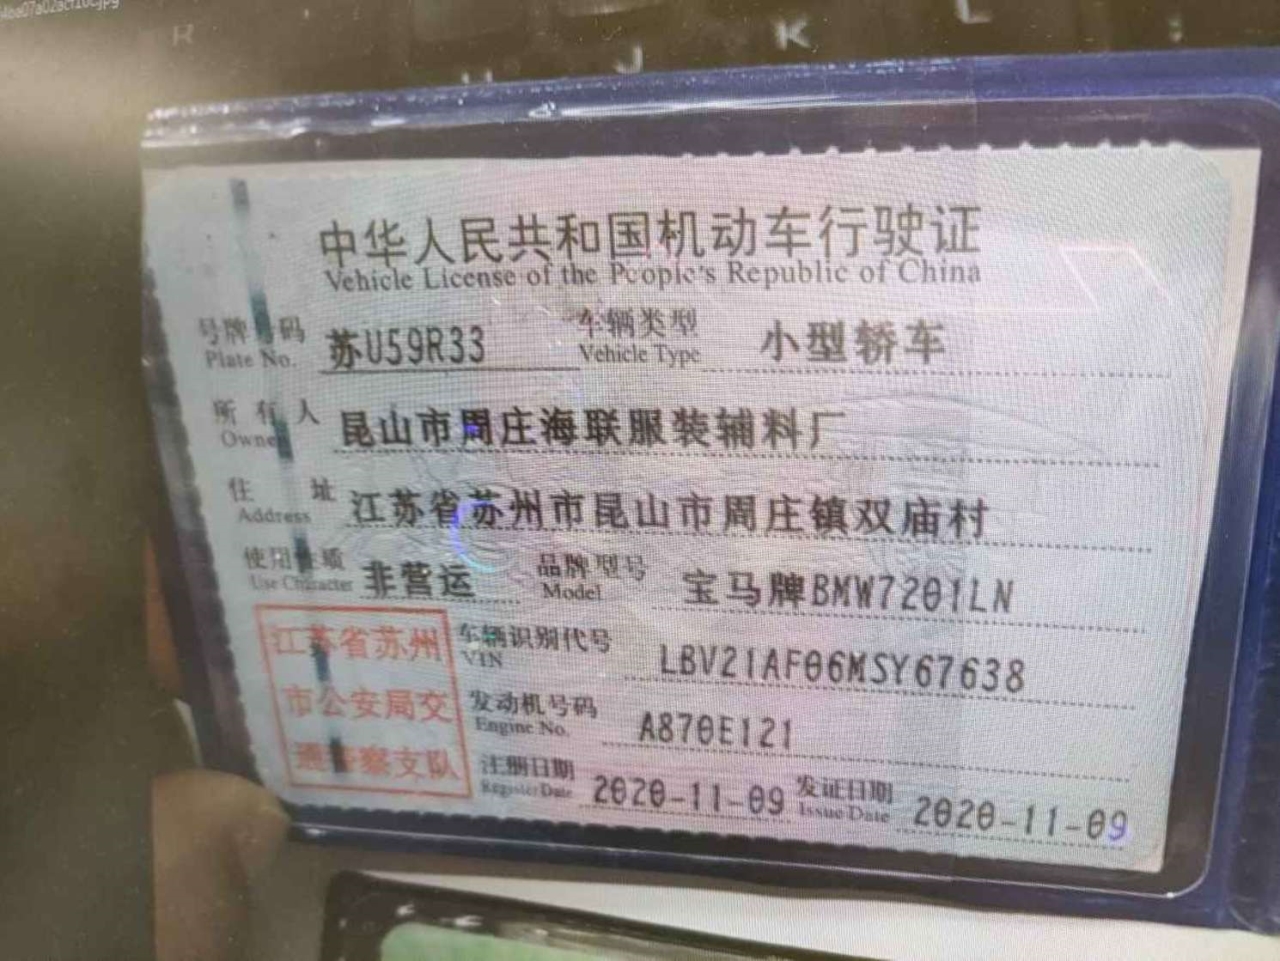 R
J
K
L
中华人民共和国机动车行驶证
Vehicle License of the People's Republic of China
号牌号码 苏U59R33 车辆类型 小型轿车
Plate No. Vehicle Type
所有人 昆山市周庄海联服装辅料厂
Owner
住址 江苏省苏州市昆山市周庄镇双庙村
Address
使用性质 非营运 品牌型号 宝马牌BMW7201LN
Use Character Model
车辆识别代号 LBV21AF06MSY67638
VIN
发动机号码 A870E121
Engine No.
注册日期 2020-11-09 发证日期 2020-11-09
Register Date Issue Date
江苏省苏州
市公安局交
通警察支队